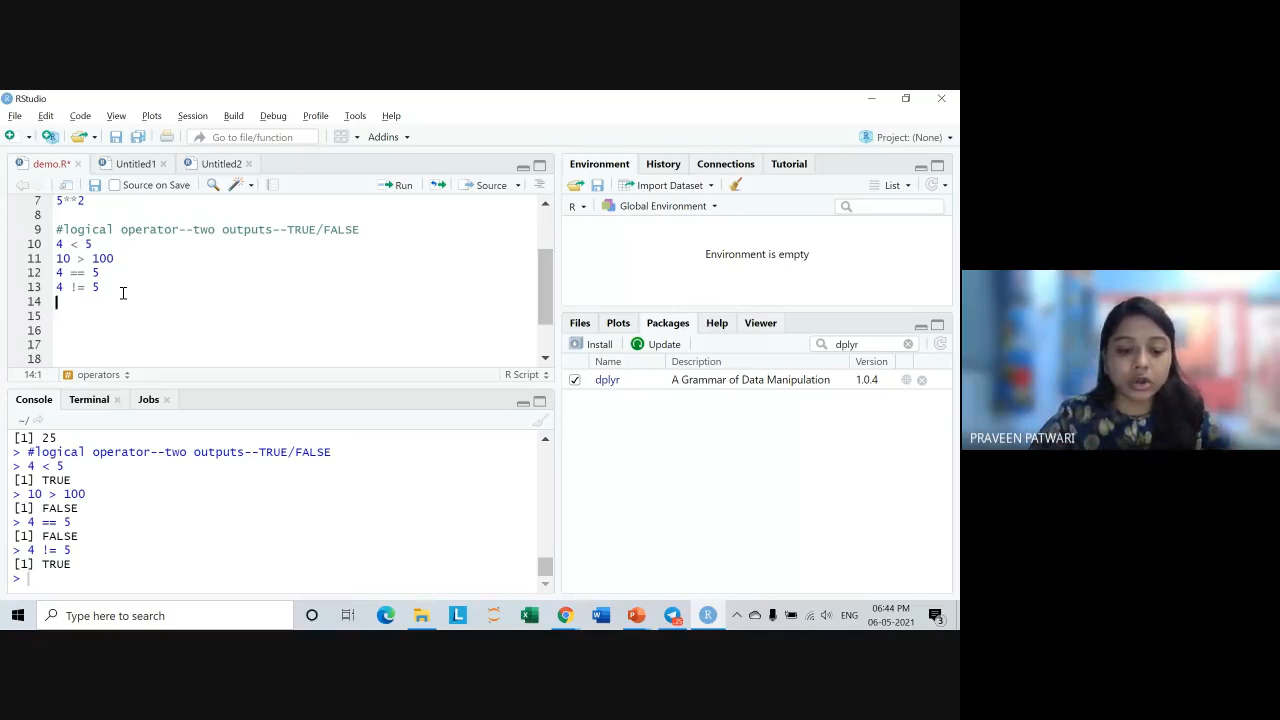 RStudio
File Edit Code View Plots Session Build Debug Profile Tools Help
Go to file/function Addins Project: (None)
demo.R* Untitled1 Untitled2
Source on Save Run Source
7 5**2
8
9 #logical operator--two outputs--TRUE/FALSE
10 4 < 5
11 10 > 100
12 4 == 5
13 4 != 5
14
15
16
17
18
14:1 # operators R Script
Console Terminal Jobs
~/
[1] 25
> #logical operator--two outputs--TRUE/FALSE
> 4 < 5
[1] TRUE
> 10 > 100
[1] FALSE
> 4 == 5
[1] FALSE
> 4 != 5
[1] TRUE
>
Environment History Connections Tutorial
Import Dataset List
R Global Environment
Environment is empty
Files Plots Packages Help Viewer
Install Update dplyr
Name Description Version
dplyr A Grammar of Data Manipulation 1.0.4
PRAVEEN PATWARI
Type here to search
ENG
06:44 PM
06-05-2021
3